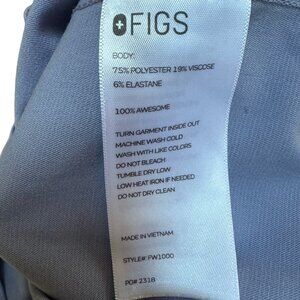 FIGS
BODY:
75% POLYESTER 19% VISCOSE
6% ELASTANE
100% AWESOME
TURN GARMENT INSIDE OUT
MACHINE WASH COLD
WASH WITH LIKE COLORS
DO NOT BLEACH
TUMBLE DRY LOW
LOW HEAT IRON IF NEEDED
DO NOT DRY CLEAN
MADE IN VIETNAM
STYLE#: FW1000
PO# 2318